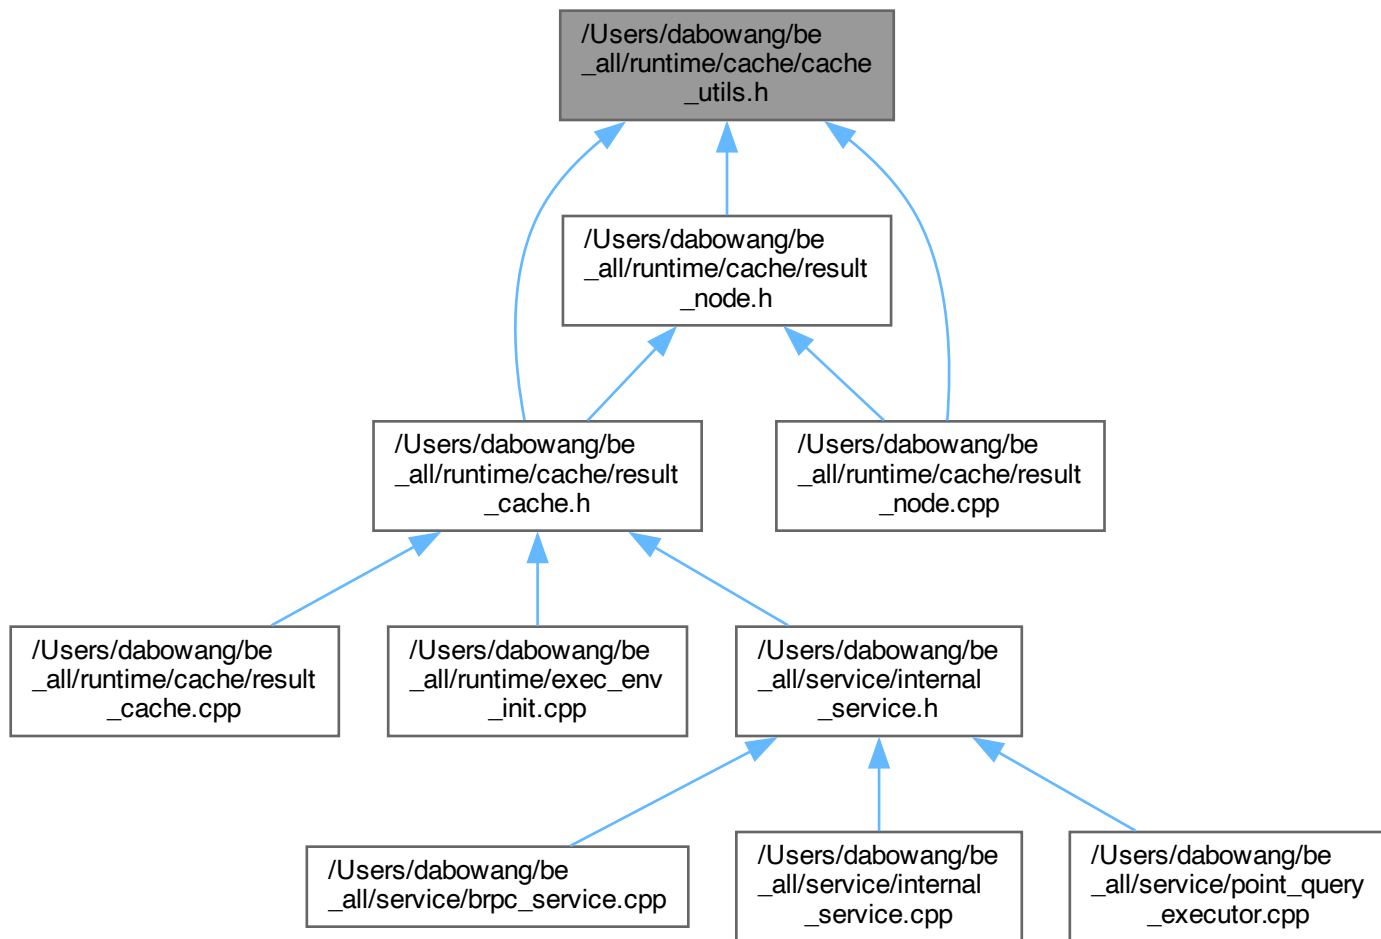 /Users/dabowang/be
_all/runtime/cache/cache
_utils.h
/Users/dabowang/be
_all/runtime/cache/result
_node.h
/Users/dabowang/be
_all/runtime/cache/result
_cache.h
/Users/dabowang/be
_all/runtime/cache/result
_node.cpp
/Users/dabowang/be
_all/runtime/cache/result
_cache.cpp
/Users/dabowang/be
_all/runtime/exec_env
_init.cpp
/Users/dabowang/be
_all/service/internal
_service.h
/Users/dabowang/be
_all/service/brpc_service.cpp
/Users/dabowang/be
_all/service/internal
_service.cpp
/Users/dabowang/be
_all/service/point_query
_executor.cpp